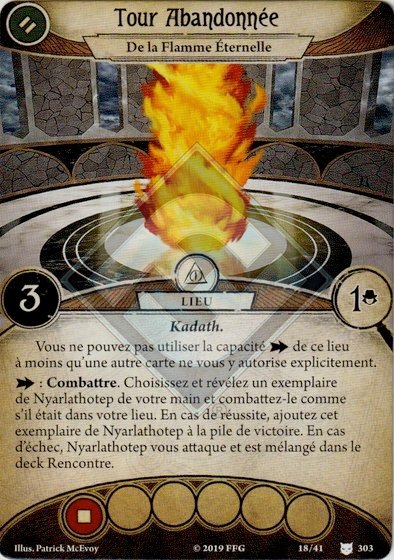 Tour Abandonnée
De la Flamme Éternelle
3
LIEU
1
Kadath.
Vous ne pouvez pas utiliser la capacité de ce lieu
à moins qu'une autre carte ne vous y autorise explicitement.
: Combattre. Choisissez et révélez un exemplaire
de Nyarlathotep de votre main et combattez-le comme
s'il était dans votre lieu. En cas de réussite, ajoutez cet
exemplaire de Nyarlathotep à la pile de victoire. En cas
d'échec, Nyarlathotep vous attaque et est mélangé dans le
deck Rencontre.
Illus. Patrick McEvoy © 2019 FFG 18/41 303